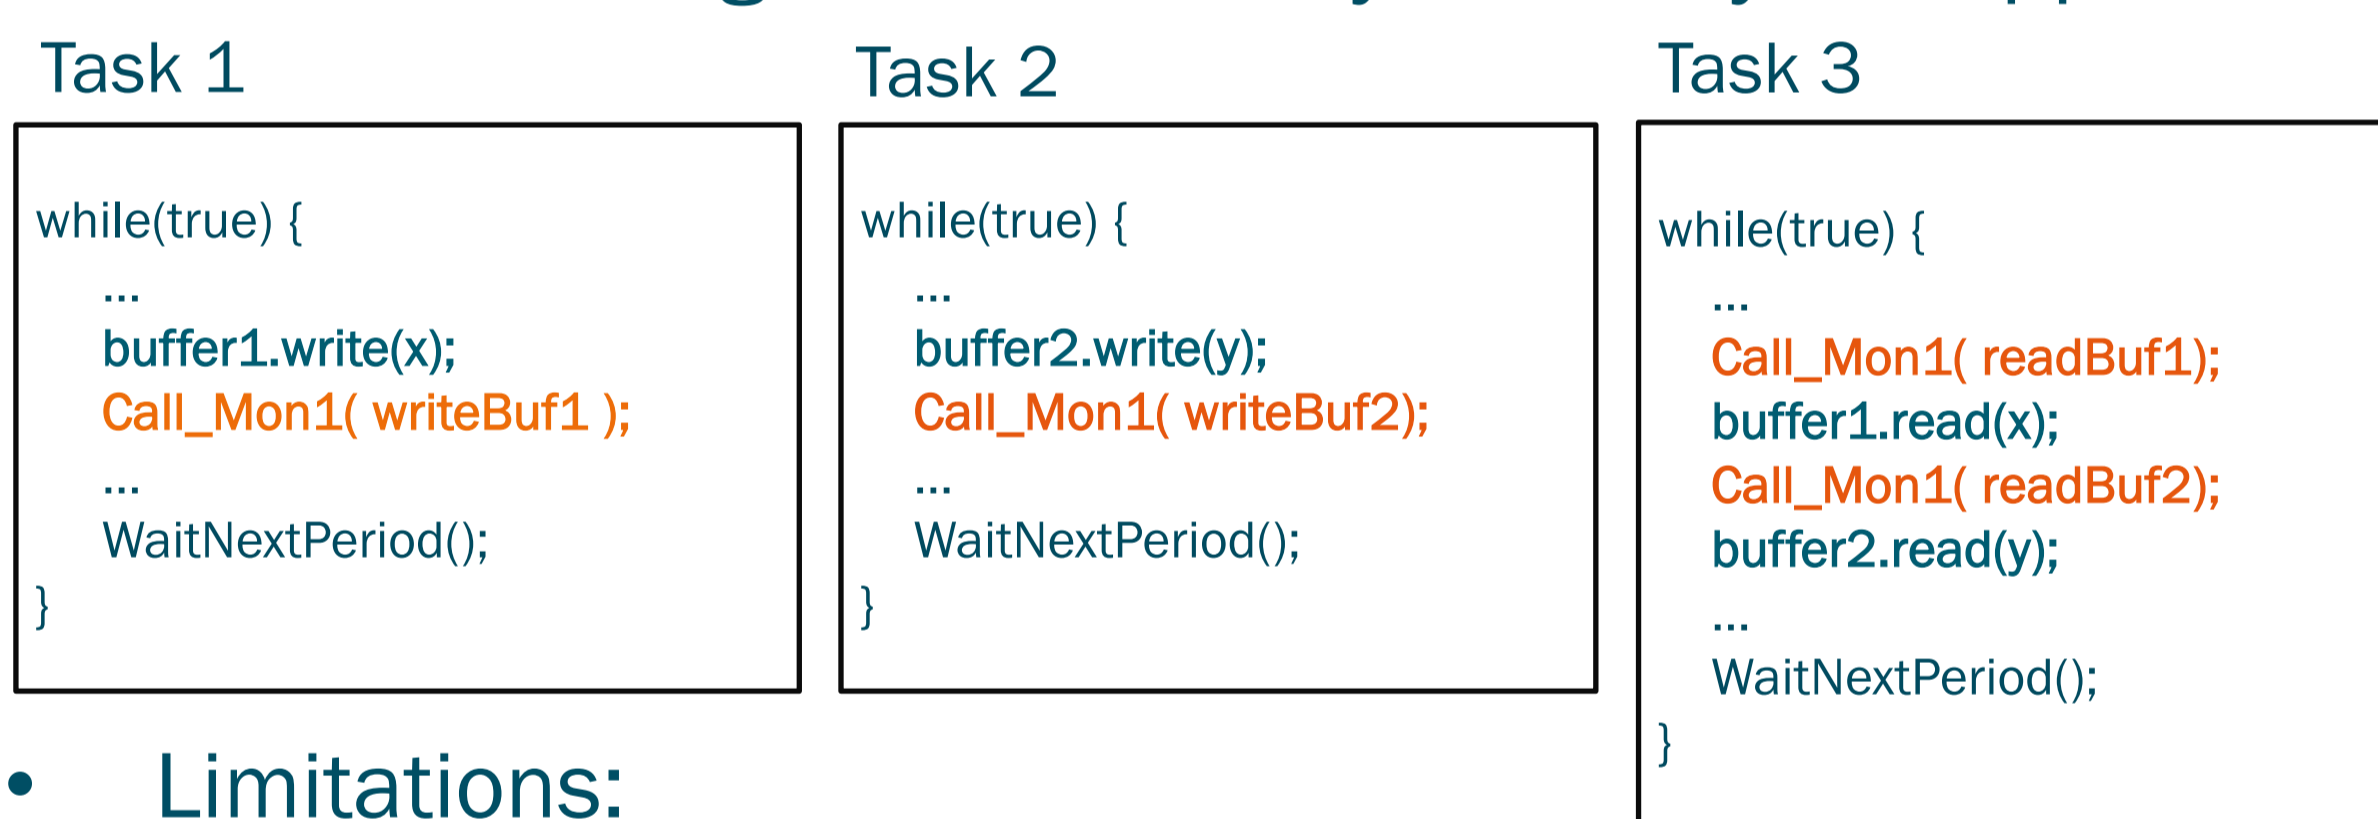 Task 1
while(true) {
...
buffer1.write(x);
Call_Mon1( writeBuf1 );
...
WaitNextPeriod();
}
Task 2
while(true) {
...
buffer2.write(y);
Call_Mon1( writeBuf2);
...
WaitNextPeriod();
}
Task 3
while(true) {
...
Call_Mon1( readBuf1);
buffer1.read(x);
Call_Mon1( readBuf2);
buffer2.read(y);
...
WaitNextPeriod();
}
• Limitations: